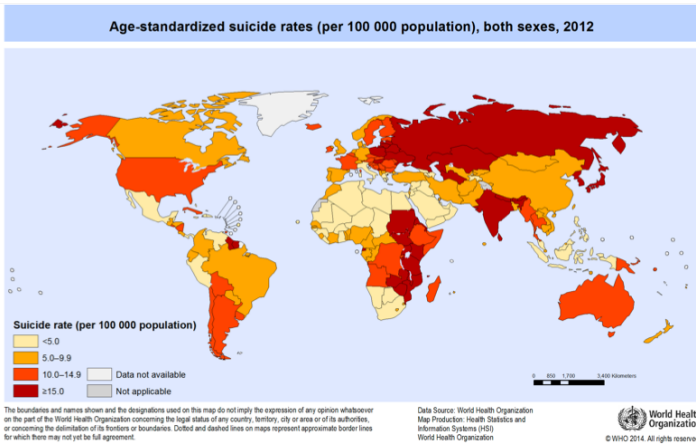 Age-standardized suicide rates (per 100 000 population), both sexes, 2012
Suicide rate (per 100 000 population)
<5.0
5.0–9.9
10.0–14.9
≥15.0
Data not available
Not applicable
0 850 1,700 3,400 Kilometers
The boundaries and names shown and the designations used on this map do not imply the expression of any opinion whatsoever
on the part of the World Health Organization concerning the legal status of any country, territory, city or area or of its authorities,
or concerning the delimitation of its frontiers or boundaries. Dotted and dashed lines on maps represent approximate border lines
for which there may not yet be full agreement.
Data Source: World Health Organization
Map Production: Health Statistics and
Information Systems (HSI)
World Health Organization
World Healt
Organizatio
© WHO 2014. All rights rese